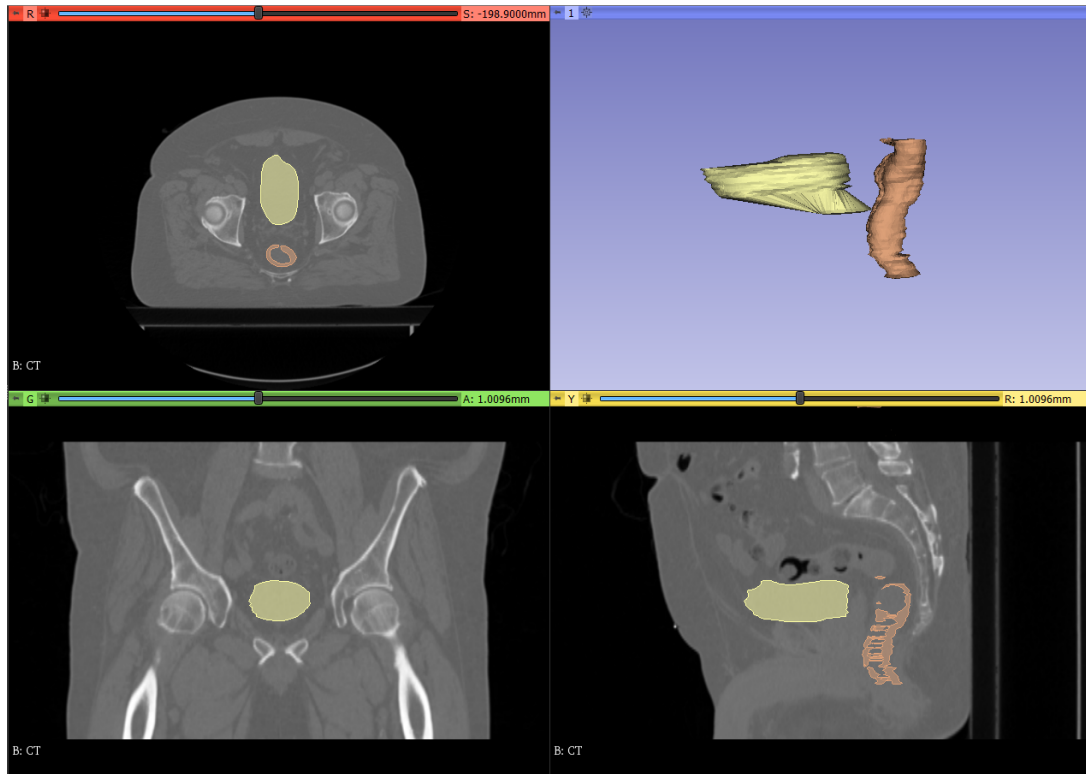 R
S: -198.9000mm
1
B: CT
G
A: 1.0096mm
Y
R: 1.0096mm
B: CT
B: CT